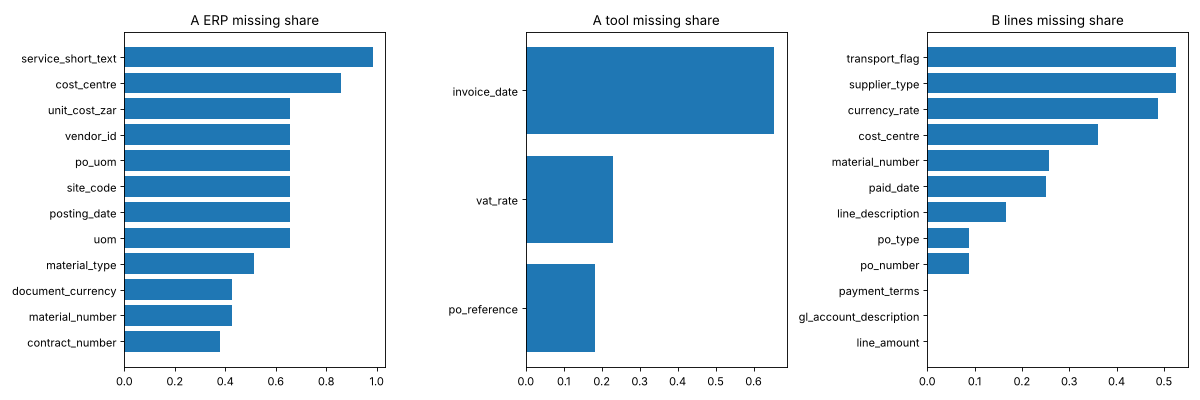 A ERP missing share
service_short_text
cost_centre
unit_cost_zar
vendor_id
po_uom
site_code
posting_date
uom
material_type
document_currency
material_number
contract_number
0.0 0.2 0.4 0.6 0.8 1.0
A tool missing share
invoice_date
vat_rate
po_reference
0.0 0.1 0.2 0.3 0.4 0.5 0.6
B lines missing share
transport_flag
supplier_type
currency_rate
cost_centre
material_number
paid_date
line_description
po_type
po_number
payment_terms
gl_account_description
line_amount
0.0 0.1 0.2 0.3 0.4 0.5